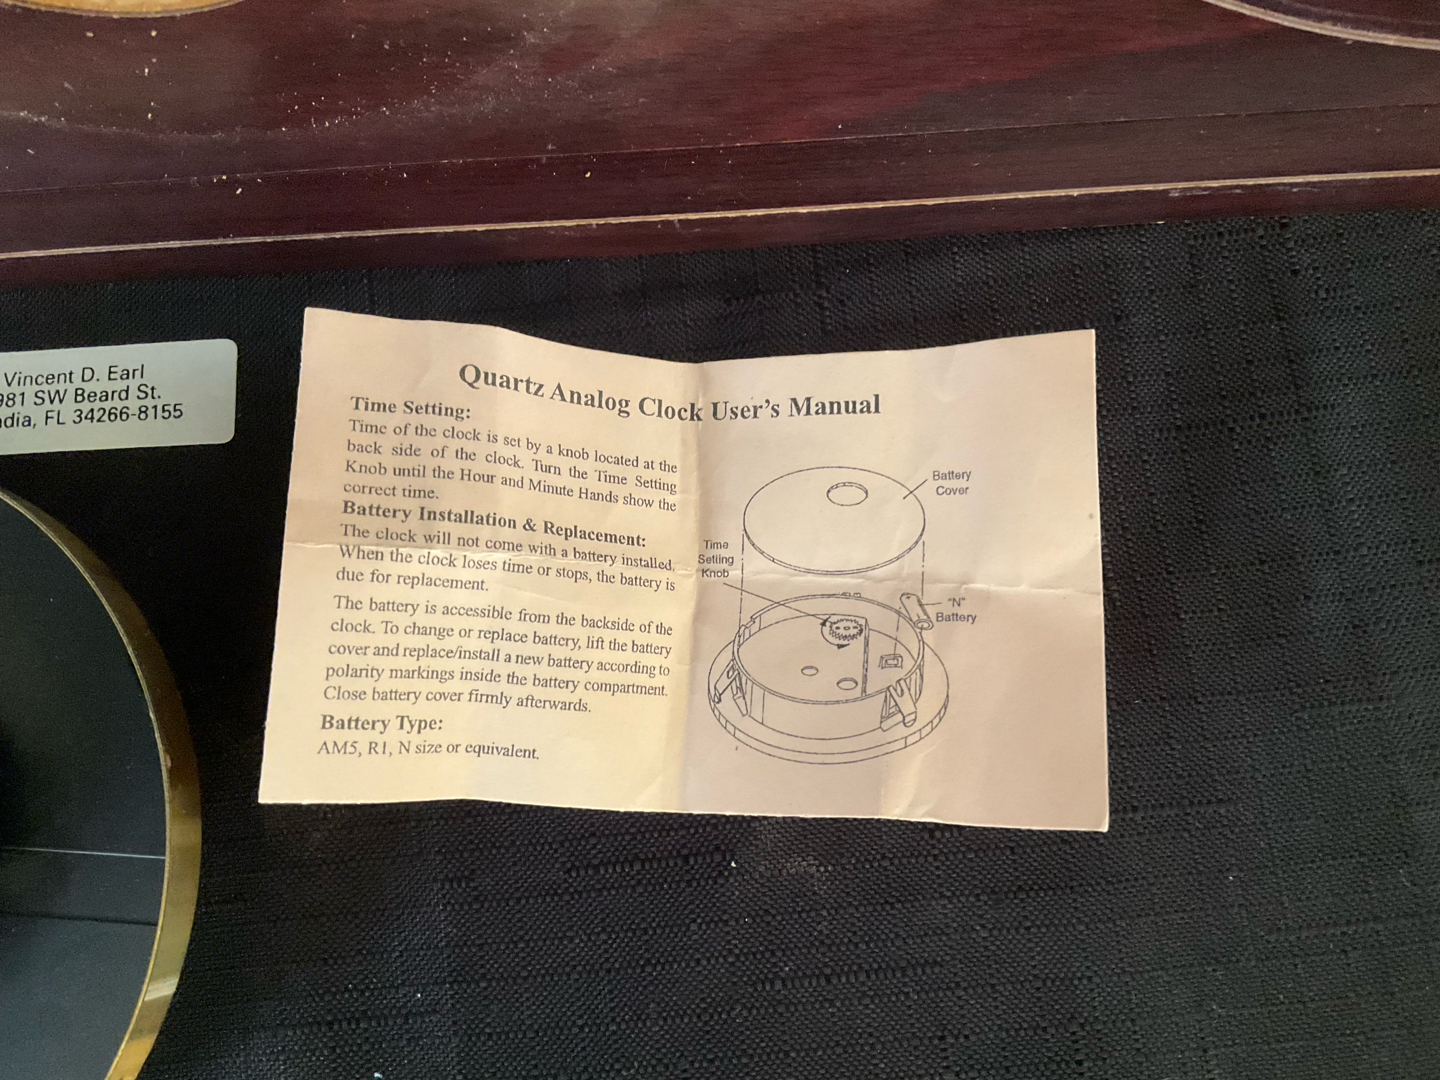 Vincent D. Earl
981 SW Beard St.
FL 34266-8155
Quartz Analog Clock User's Manual
Time Setting:
Time of the clock is set by a knob located at the
back side of the clock. Turn the Time Setting
Knob until the Hour and Minute Hands show the
correct time.
Battery Installation & Replacement:
The clock will not come with a battery installed.
When the clock loses time or stops, the battery is
due for replacement.
The battery is accessible from the backside of the
clock. To change or replace battery, lift the battery
cover and replace/install a new battery according to
polarity markings inside the battery compartment.
Close battery cover firmly afterwards.
Battery Type:
AM5, R1, N size or equivalent.
Battery
Cover
Time
Setting
Knob
"N"
Battery